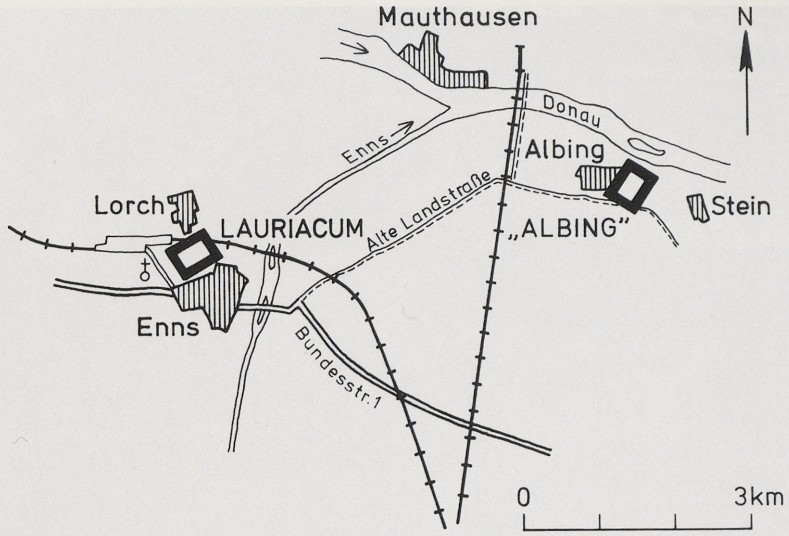 Mauthausen
N
Donau
Enns
Albing
Lorch
LAURIACUM
Alte Landstraße
„ALBING”
Stein
Enns
Bundesstr.1
0 3km